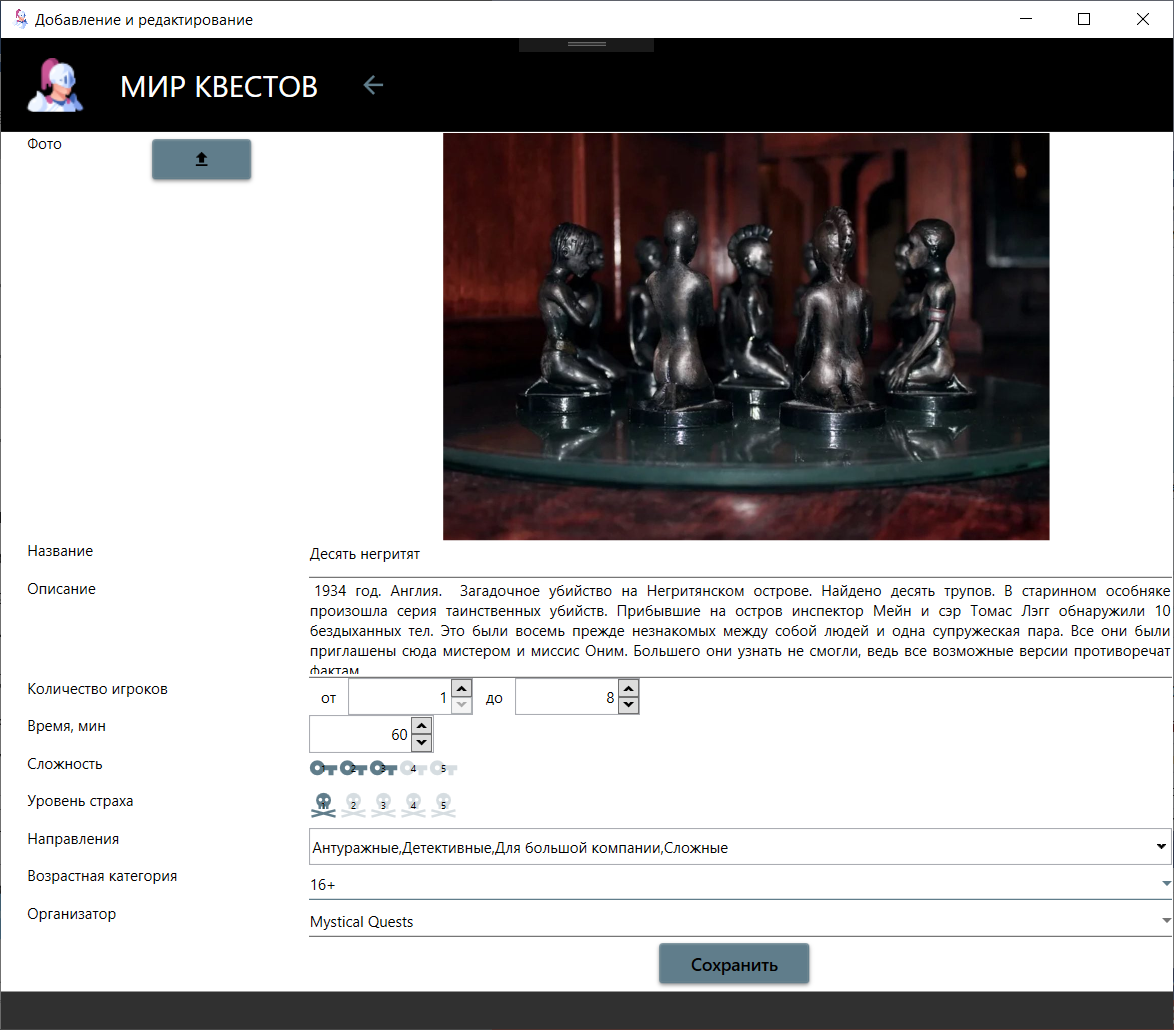 Добавление и редактирование
МИР КВЕСТОВ
Фото
Название
Десять негритят
Описание
1934 год. Англия. Загадочное убийство на Негритянском острове. Найдено десять трупов. В старинном особняке
произошла серия таинственных убийств. Прибывшие на остров инспектор Мейн и сэр Томас Лэгг обнаружили 10
бездыханных тел. Это были восемь прежде незнакомых между собой людей и одна супружеская пара. Все они были
приглашены сюда мистером и миссис Оним. Большего они узнать не смогли, ведь все возможные версии противоречат
фактам
Количество игроков
от 1 до 8
Время, мин
60
Сложность
1 2 3 4 5
Уровень страха
1 2 3 4 5
Направления
Антуражные,Детективные,Для большой компании,Сложные
Возрастная категория
16+
Организатор
Mystical Quests
Сохранить